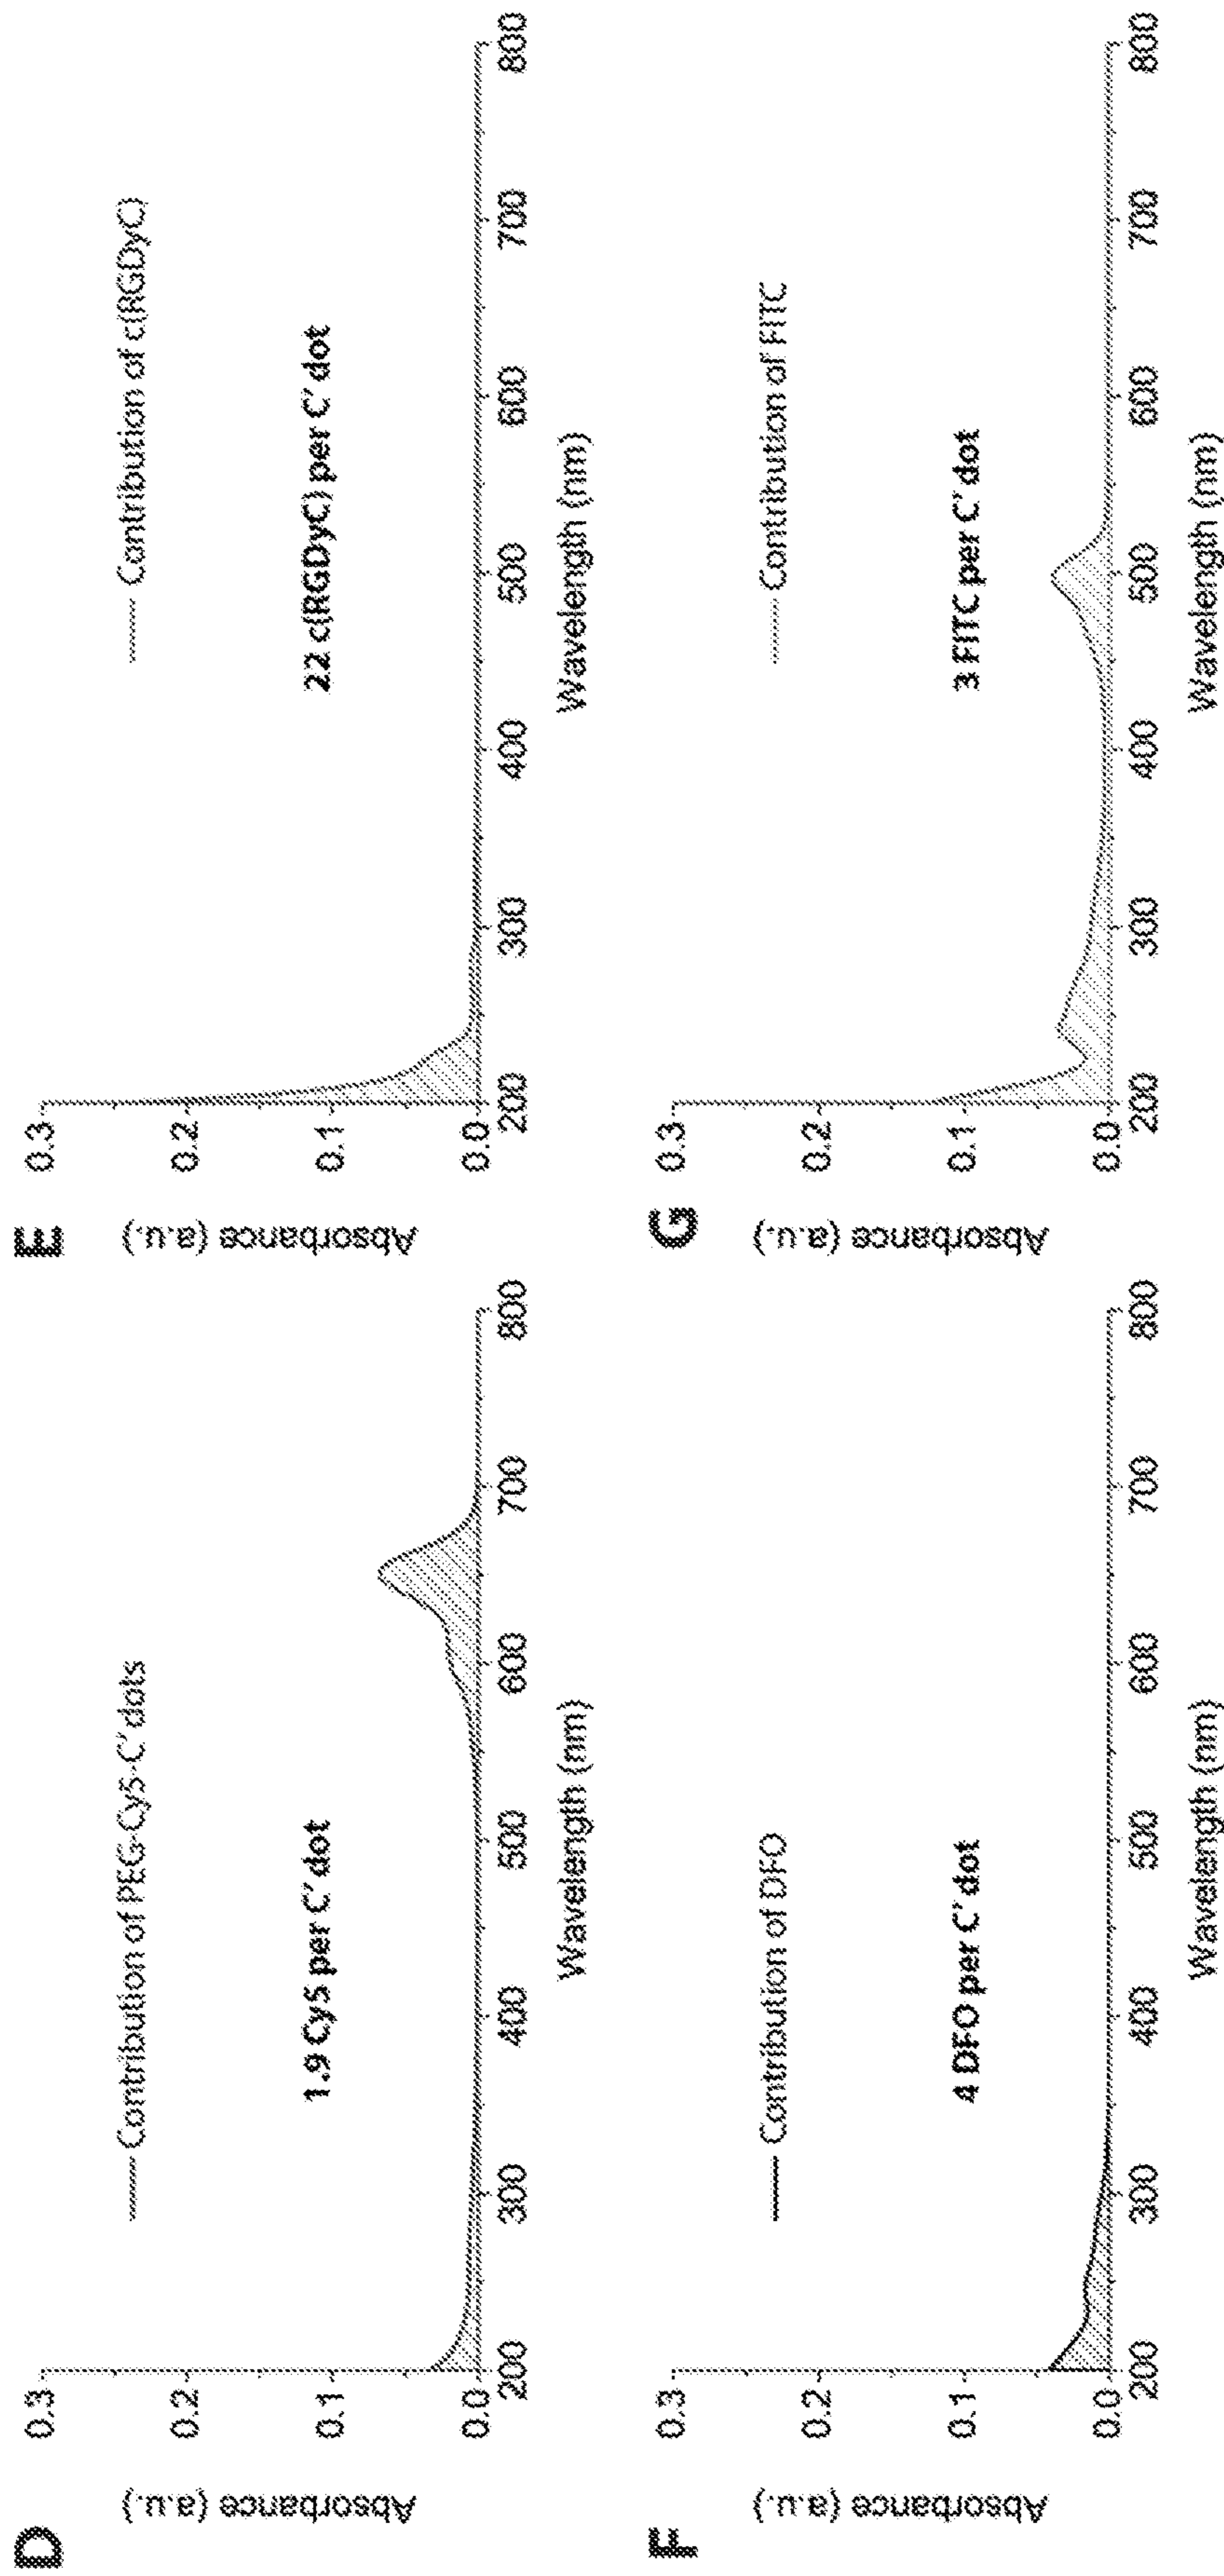 D
Absorbance (a.u.)
0.3
0.2
0.1
0.0
Contribution of PEG-Cy5-C' dots
1.9 Cy5 per C' dot
200 300 400 500 600 700 800
Wavelength (nm)
E
Absorbance (a.u.)
0.3
0.2
0.1
0.0
Contribution of c(RGDyC)
22 c(RGDyC) per C' dot
200 300 400 500 600 700 800
Wavelength (nm)
F
Absorbance (a.u.)
0.3
0.2
0.1
0.0
Contribution of DFO
4 DFO per C' dot
200 300 400 500 600 700 800
Wavelength (nm)
G
Absorbance (a.u.)
0.3
0.2
0.1
0.0
Contribution of FITC
3 FITC per C' dot
200 300 400 500 600 700 800
Wavelength (nm)